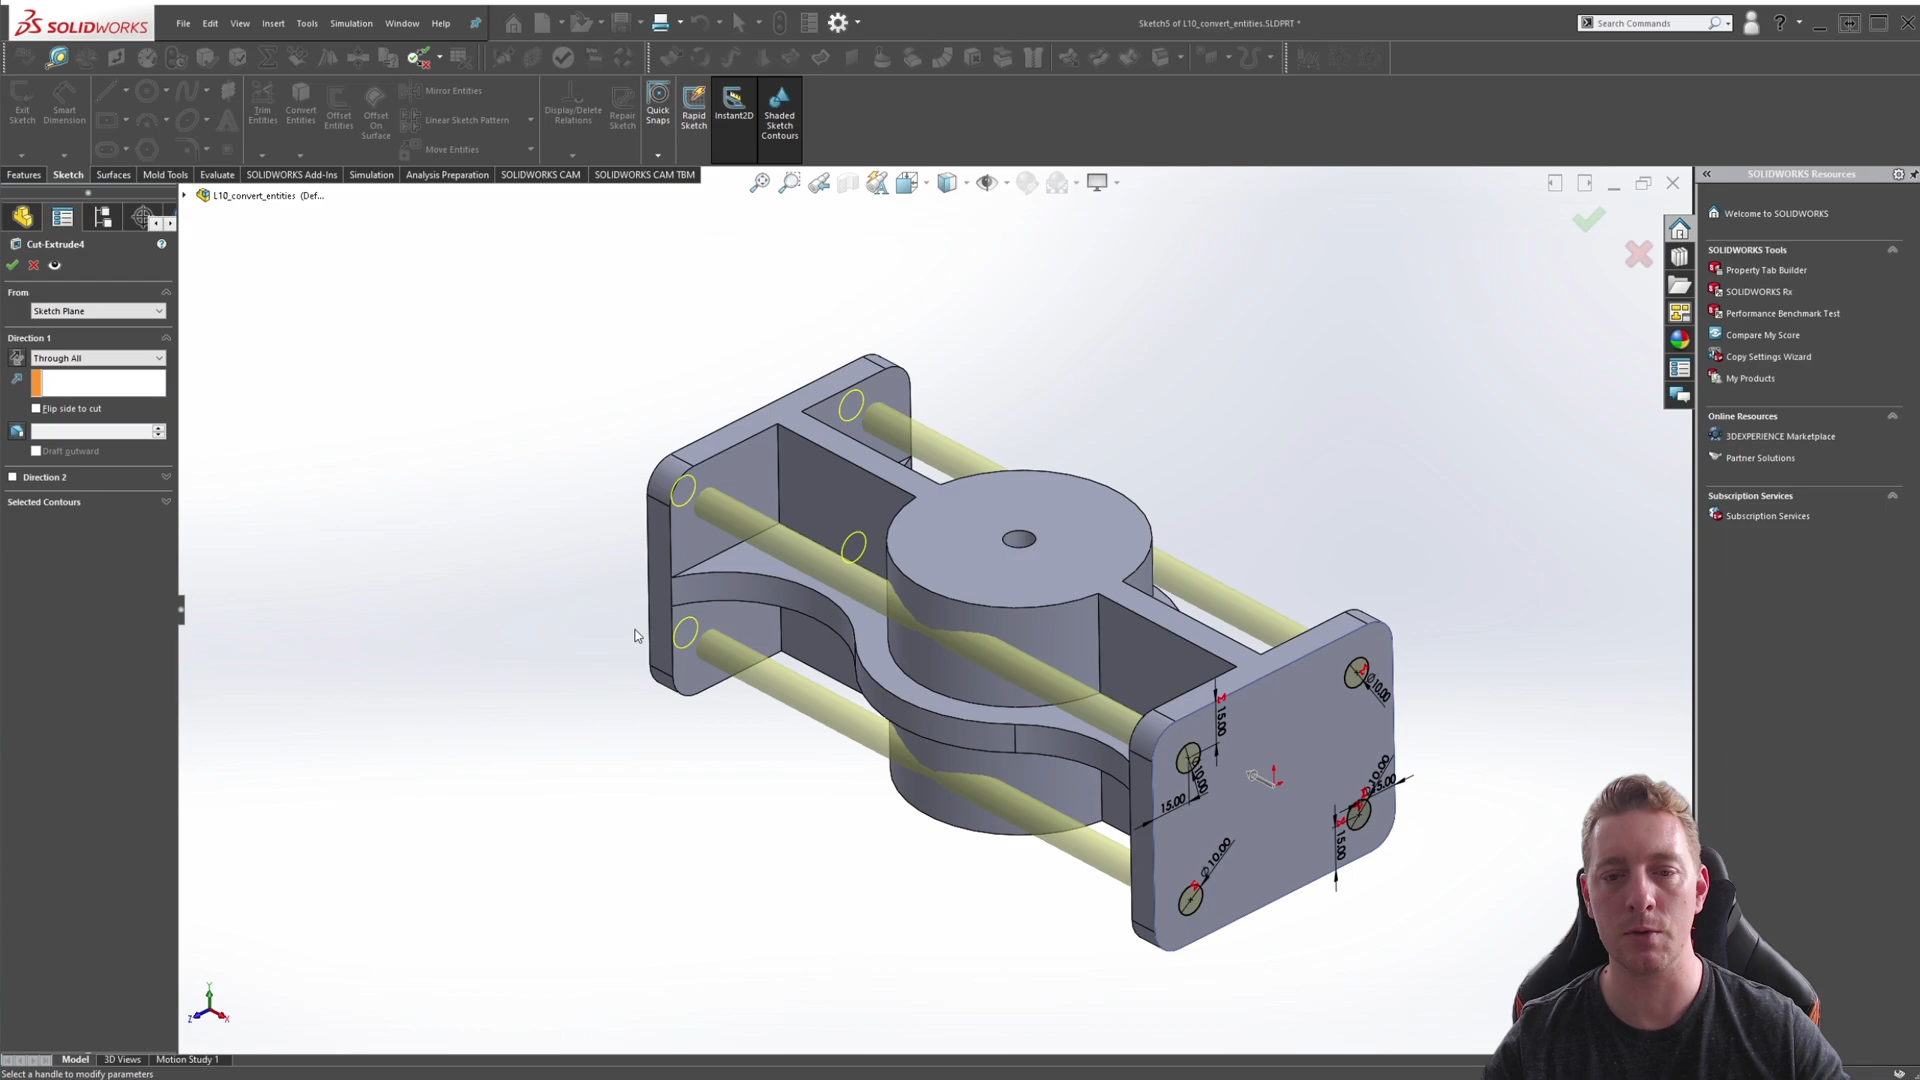 SOLIDWORKS
File Edit View Insert Tools Simulation Window Help
Sketch5 of L10_convert_entities.SLDPRT *
Search Commands
?
Exit Sketch
Smart Dimension
Trim Entities
Convert Entities
Offset Entities
Offset On Surface
Mirror Entities
Linear Sketch Pattern
Move Entities
Display/Delete Relations
Repair Sketch
Quick Snaps
Rapid Sketch
Instant2D
Shaded Sketch Contours
Features Sketch Surfaces Evaluate Mold Tools Simulation SOLIDWORKS Add-Ins Simulation Analysis Preparation SOLIDWORKS CAM SOLIDWORKS CAM TBM
L10_convert_entities (Def...
Cut-Extrude4
From
Sketch Plane
Direction 1
Through All
Flip side to cut
Draft outward
Direction 2
Selected Contours
15.00
Ø10.00
Ø10.00
15.00
15.00
Ø10.00
SOLIDWORKS Resources
Welcome to SOLIDWORKS
SOLIDWORKS Tools
Property Tab Builder
SOLIDWORKS Rx
Performance Benchmark Test
Compare My Score
Copy Settings Wizard
My Products
Online Resources
3DEXPERIENCE Marketplace
Partner Solutions
Subscription Services
Subscription Services
Y
Z
X
Model 3D Views Motion Study 1
Select a handle to modify parameters